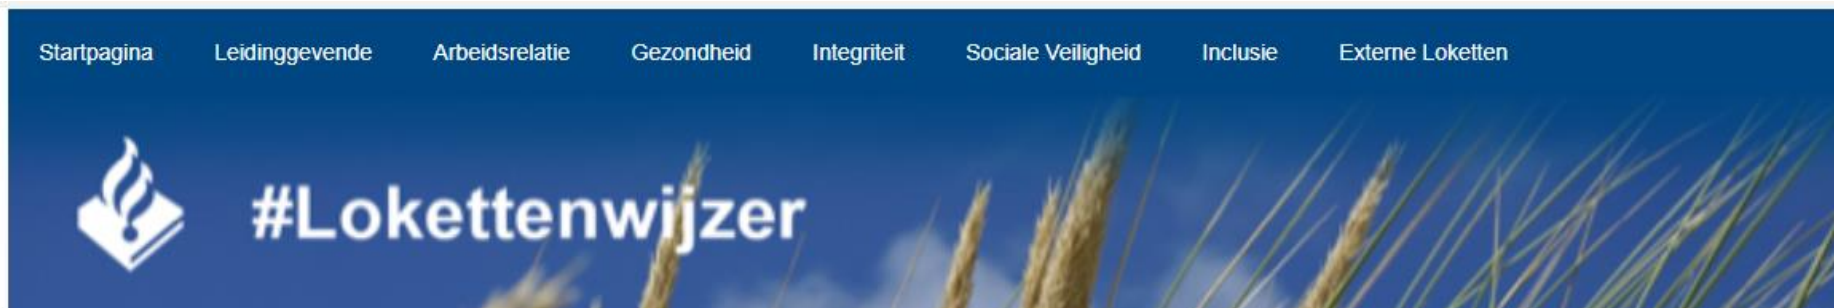 Startpagina Leidinggevende Arbeidsrelatie Gezondheid Integriteit Sociale Veiligheid Inclusie Externe Loketten
#Lokettenwijzer